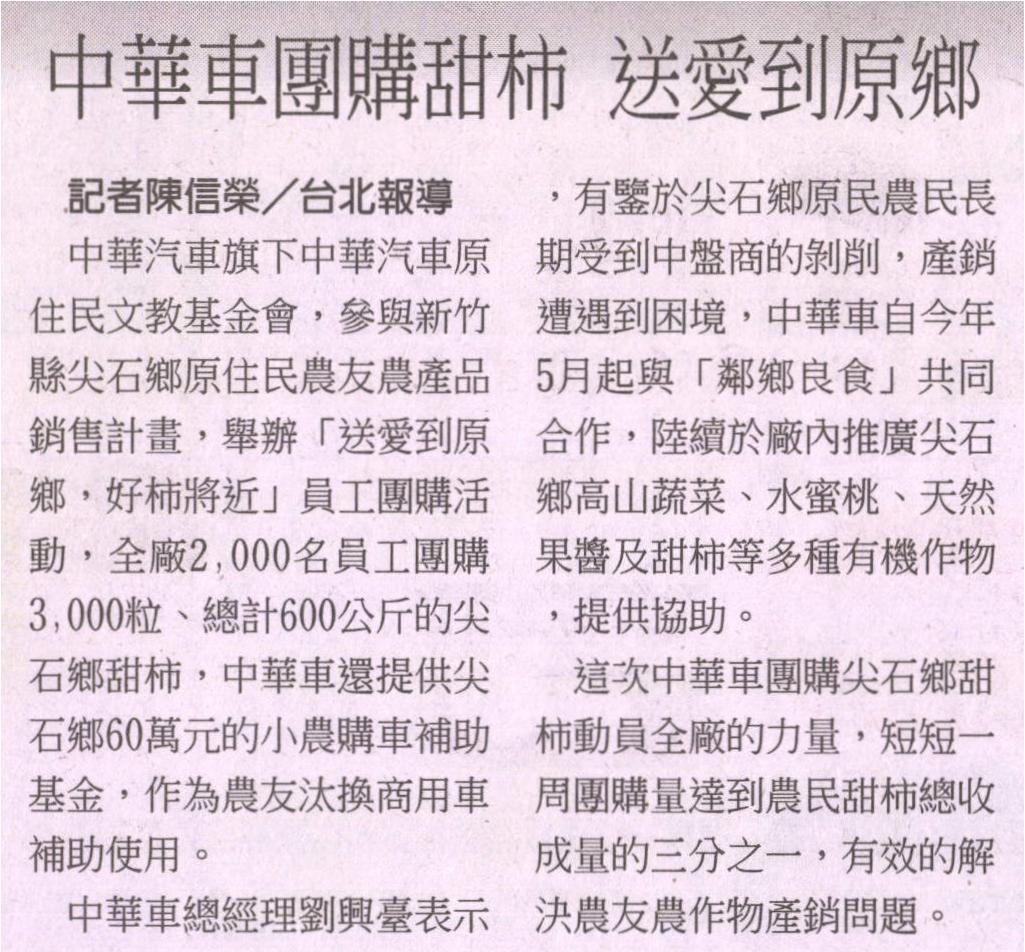 中華車團購甜柿 送愛到原鄉
記者陳信榮／台北報導
中華汽車旗下中華汽車原
住民文教基金會，參與新竹
縣尖石鄉原住民農友農產品
銷售計畫，舉辦「送愛到原
鄉，好柿將近」員工團購活
動，全廠2,000名員工團購
3,000粒、總計600公斤的尖
石鄉甜柿，中華車還提供尖
石鄉60萬元的小農購車補助
基金，作為農友汰換商用車
補助使用。
中華車總經理劉興臺表示
，有鑒於尖石鄉原民農民長
期受到中盤商的剝削，產銷
遭遇到困境，中華車自今年
5月起與「鄰鄉良食」共同
合作，陸續於廠內推廣尖石
鄉高山蔬菜、水蜜桃、天然
果醬及甜柿等多種有機作物
，提供協助。
這次中華車團購尖石鄉甜
柿動員全廠的力量，短短一
周團購量達到農民甜柿總收
成量的三分之一，有效的解
決農友農作物產銷問題。